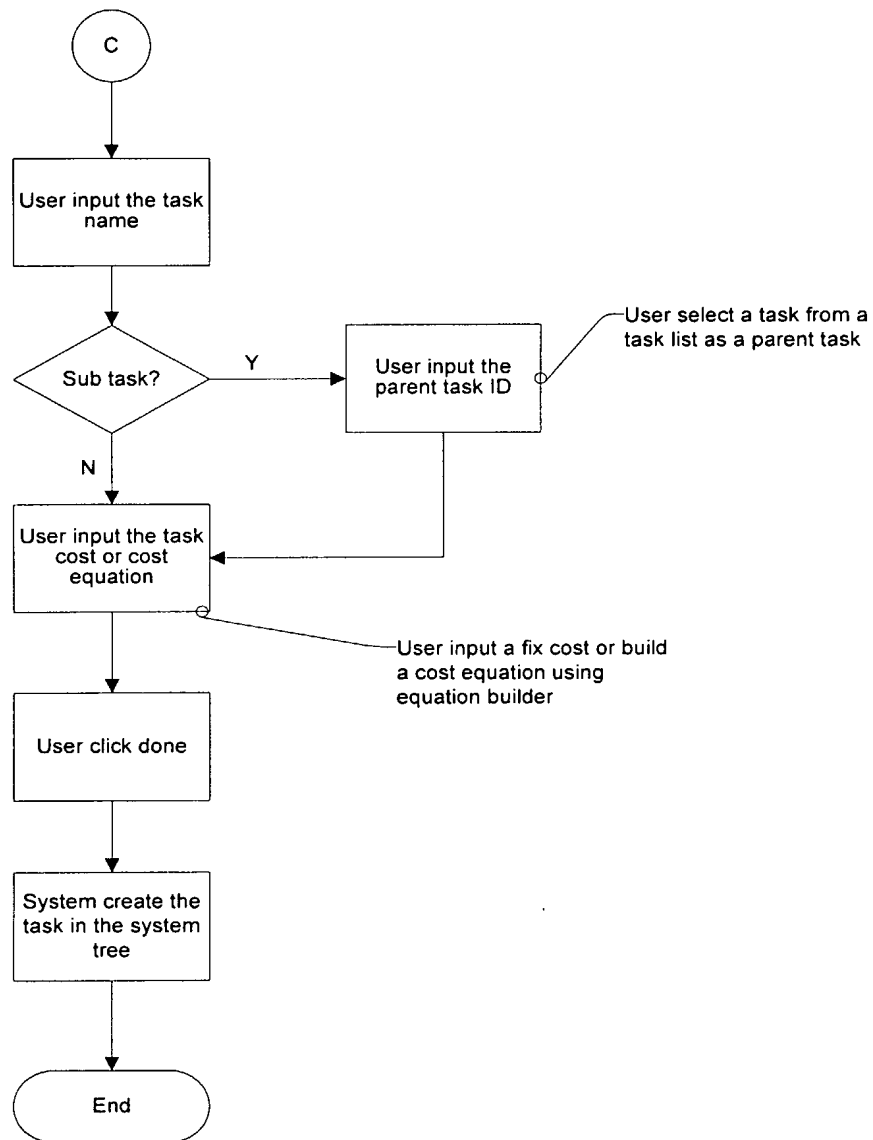 C
User input the task
name
Sub task?
Y
User input the
parent task ID
User select a task from a
task list as a parent task
N
User input the task
cost or cost
equation
User input a fix cost or build
a cost equation using
equation builder
User click done
System create the
task in the system
tree
End